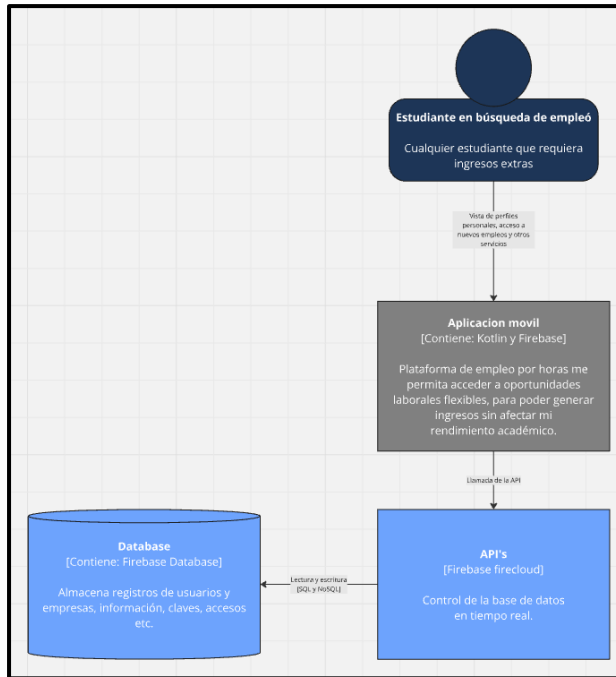 Estudiante en búsqueda de empleó
Cualquier estudiante que requiera
ingresos extras
Vista de perfiles
personales, acceso a
nuevos empleos y otros
servicios
Aplicacion movil
[Contiene: Kotlin y Firebase]
Plataforma de empleo por horas me
permita acceder a oportunidades
laborales flexibles, para poder generar
ingresos sin afectar mi
rendimiento académico.
Llamada de la API
API's
[Firebase firecloud]
Control de la base de datos
en tiempo real.
Lectura y escritura
[SQL y NoSQL]
Database
[Contiene: Firebase Database]
Almacena registros de usuarios y
empresas, información, claves, accesos
etc.